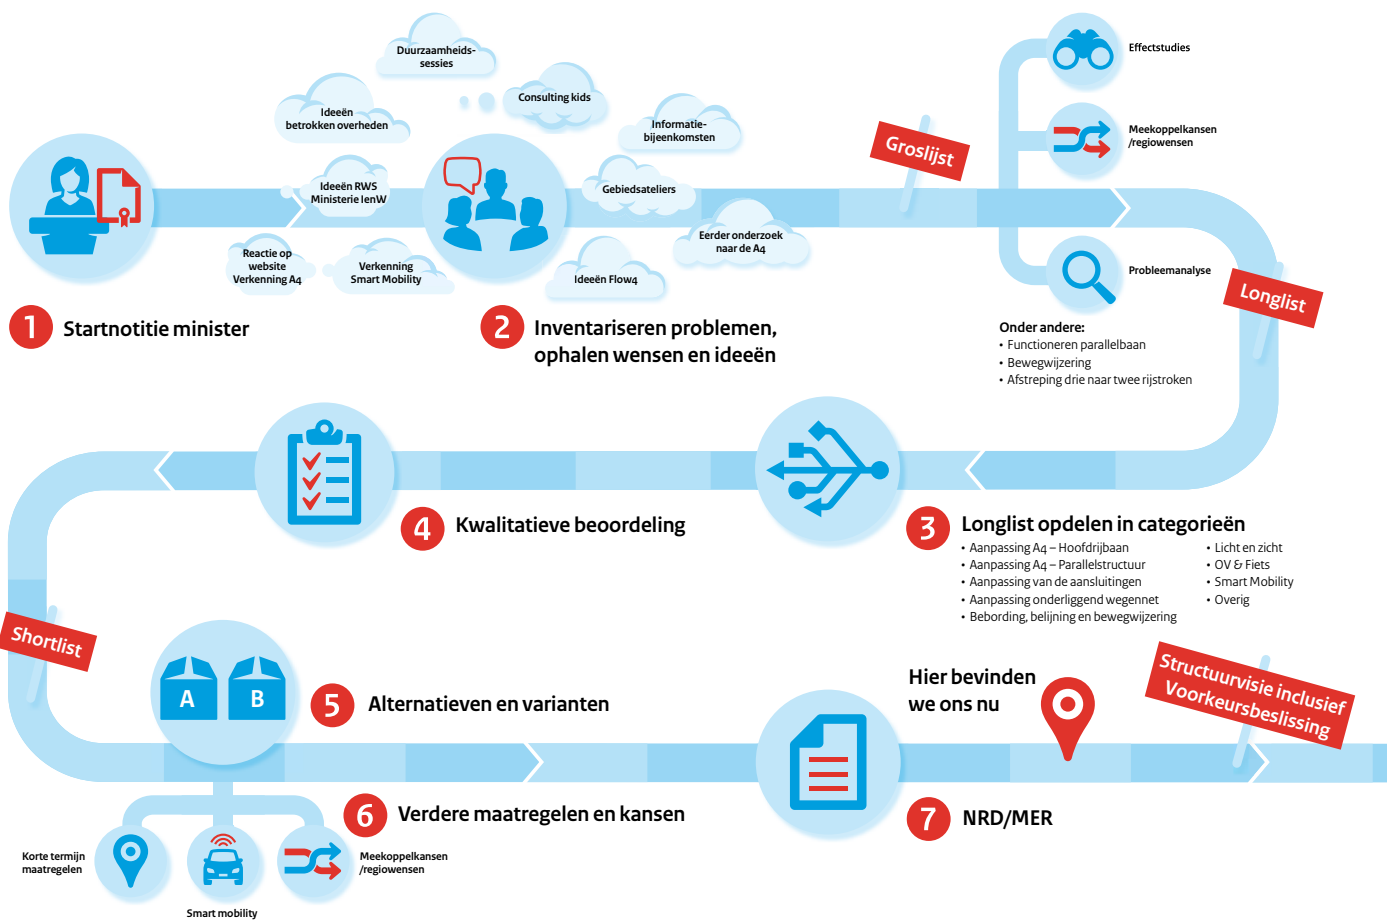 Duurzaamheids-
sessies
Consulting kids
Ideeën
betrokken overheden
Informatie-
bijeenkomsten
Ideeën RWS
Ministerie IenW
Gebiedsateliers
Reactie op
website
Verkenning A4
Verkenning
Smart Mobility
Ideeën Flow4
Eerder onderzoek
naar de A4
1 Startnotitie minister
2 Inventariseren problemen,
ophalen wensen en ideeën
Groslijst
Effectstudies
Meekoppelkansen
/regiowensen
Probleemanalyse
Onder andere:
• Functioneren parallelbaan
• Bewegwijzering
• Afstreping drie naar twee rijstroken
Longlist
3 Longlist opdelen in categorieën
• Aanpassing A4 – Hoofdrijbaan
• Aanpassing A4 – Parallelstructuur
• Aanpassing van de aansluitingen
• Aanpassing onderliggend wegennet
• Bebording, belijning en bewegwijzering
• Licht en zicht
• OV & Fiets
• Smart Mobility
• Overig
4 Kwalitatieve beoordeling
Shortlist
A B
5 Alternatieven en varianten
6 Verdere maatregelen en kansen
Korte termijn
maatregelen
Smart mobility
Meekoppelkansen
/regiowensen
7 NRD/MER
Hier bevinden
we ons nu
Structuurvisie inclusief
Voorkeursbeslissing